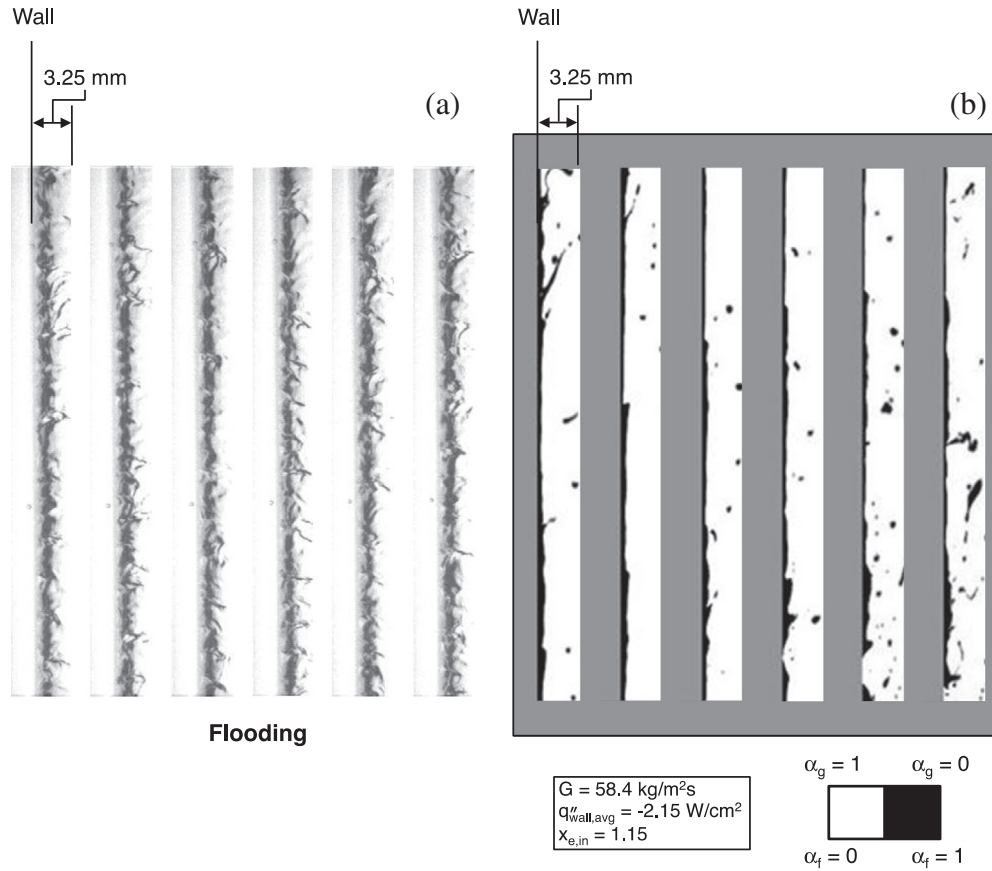 Wall
3.25 mm
(a)
Flooding
Wall
3.25 mm
(b)
G = 58.4 kg/m²s
q″wall,avg = -2.15 W/cm²
xe,in = 1.15
αg = 1 αg = 0
αf = 0 αf = 1